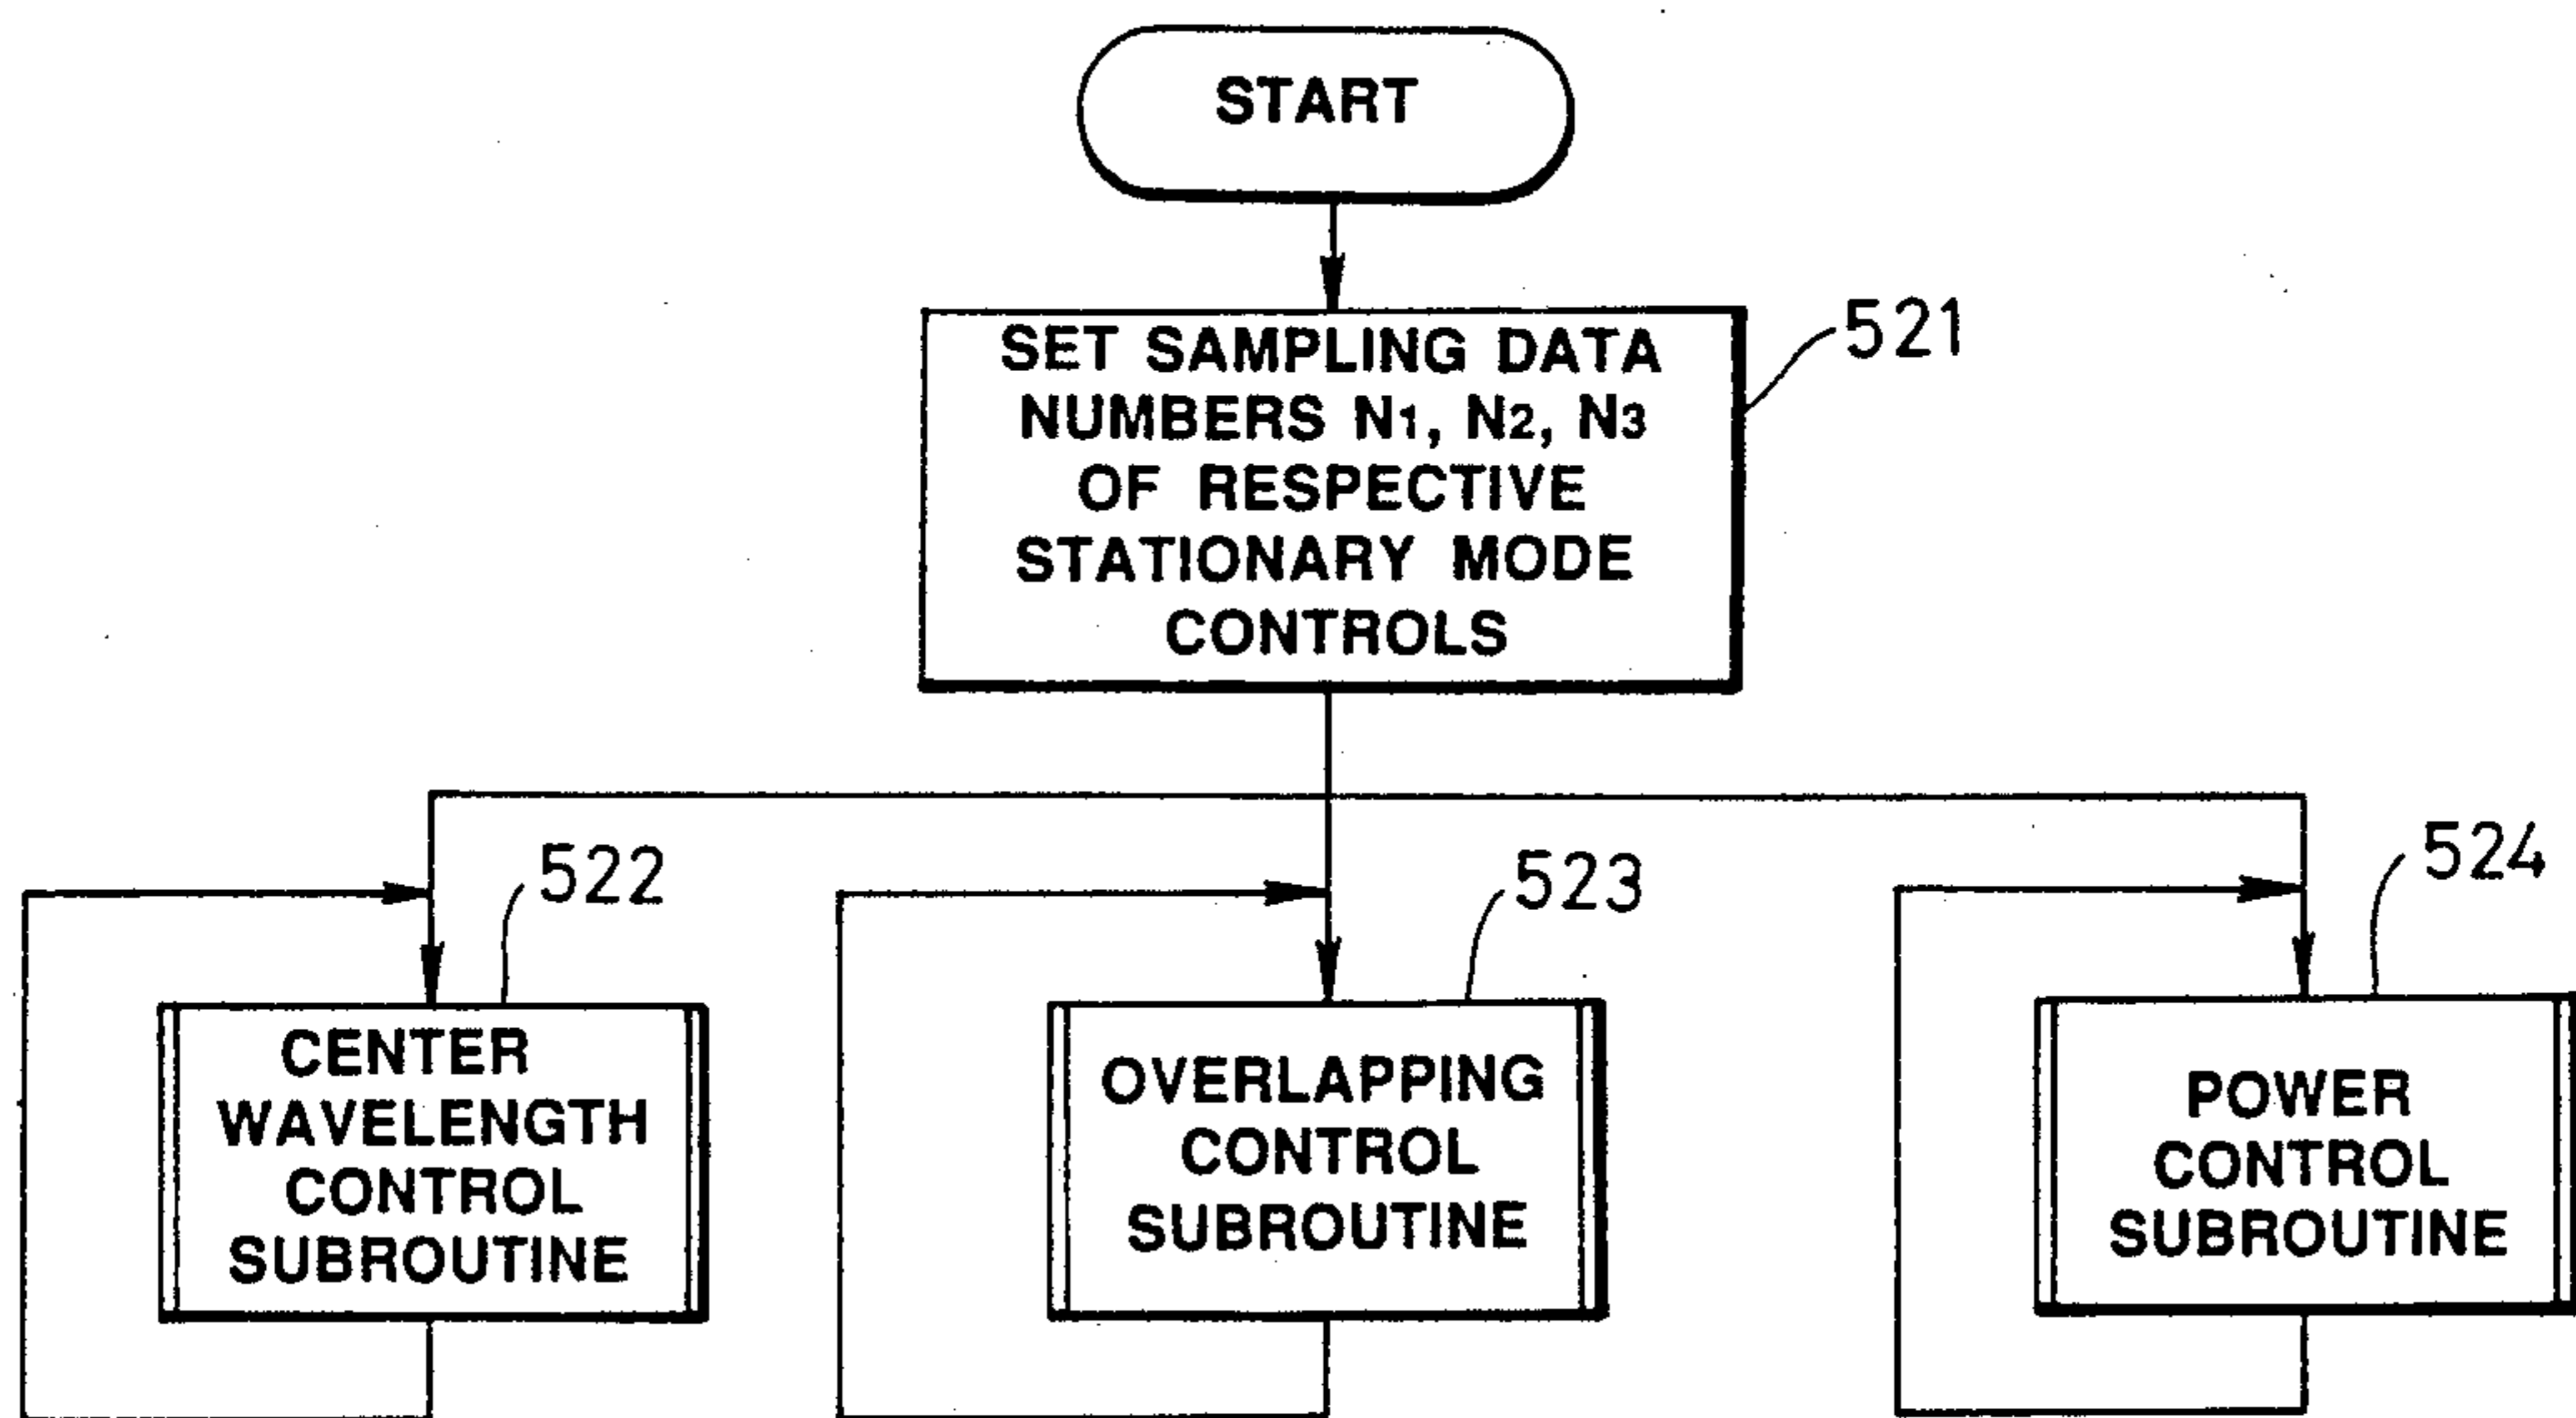 START
SET SAMPLING DATA
NUMBERS N1, N2, N3
OF RESPECTIVE
STATIONARY MODE
CONTROLS
521
522
CENTER
WAVELENGTH
CONTROL
SUBROUTINE
523
OVERLAPPING
CONTROL
SUBROUTINE
524
POWER
CONTROL
SUBROUTINE